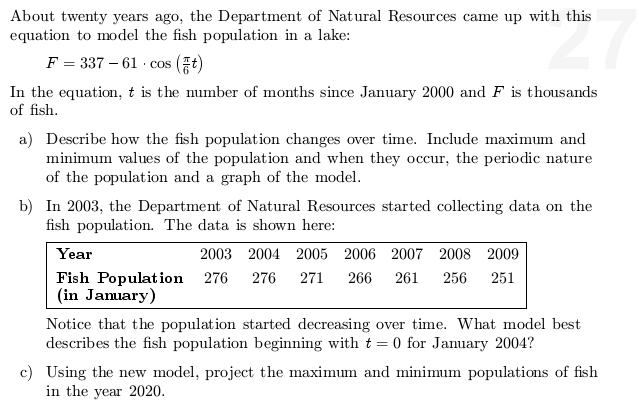 27
About twenty years ago, the Department of Natural Resources came up with this
equation to model the fish population in a lake:
F = 337 − 61 · cos (π/6 t)
In the equation, t is the number of months since January 2000 and F is thousands
of fish.
a) Describe how the fish population changes over time. Include maximum and
minimum values of the population and when they occur, the periodic nature
of the population and a graph of the model.
b) In 2003, the Department of Natural Resources started collecting data on the
fish population. The data is shown here:
Year 2003 2004 2005 2006 2007 2008 2009
Fish Population 276 276 271 266 261 256 251
(in January)
Notice that the population started decreasing over time. What model best
describes the fish population beginning with t = 0 for January 2004?
c) Using the new model, project the maximum and minimum populations of fish
in the year 2020.